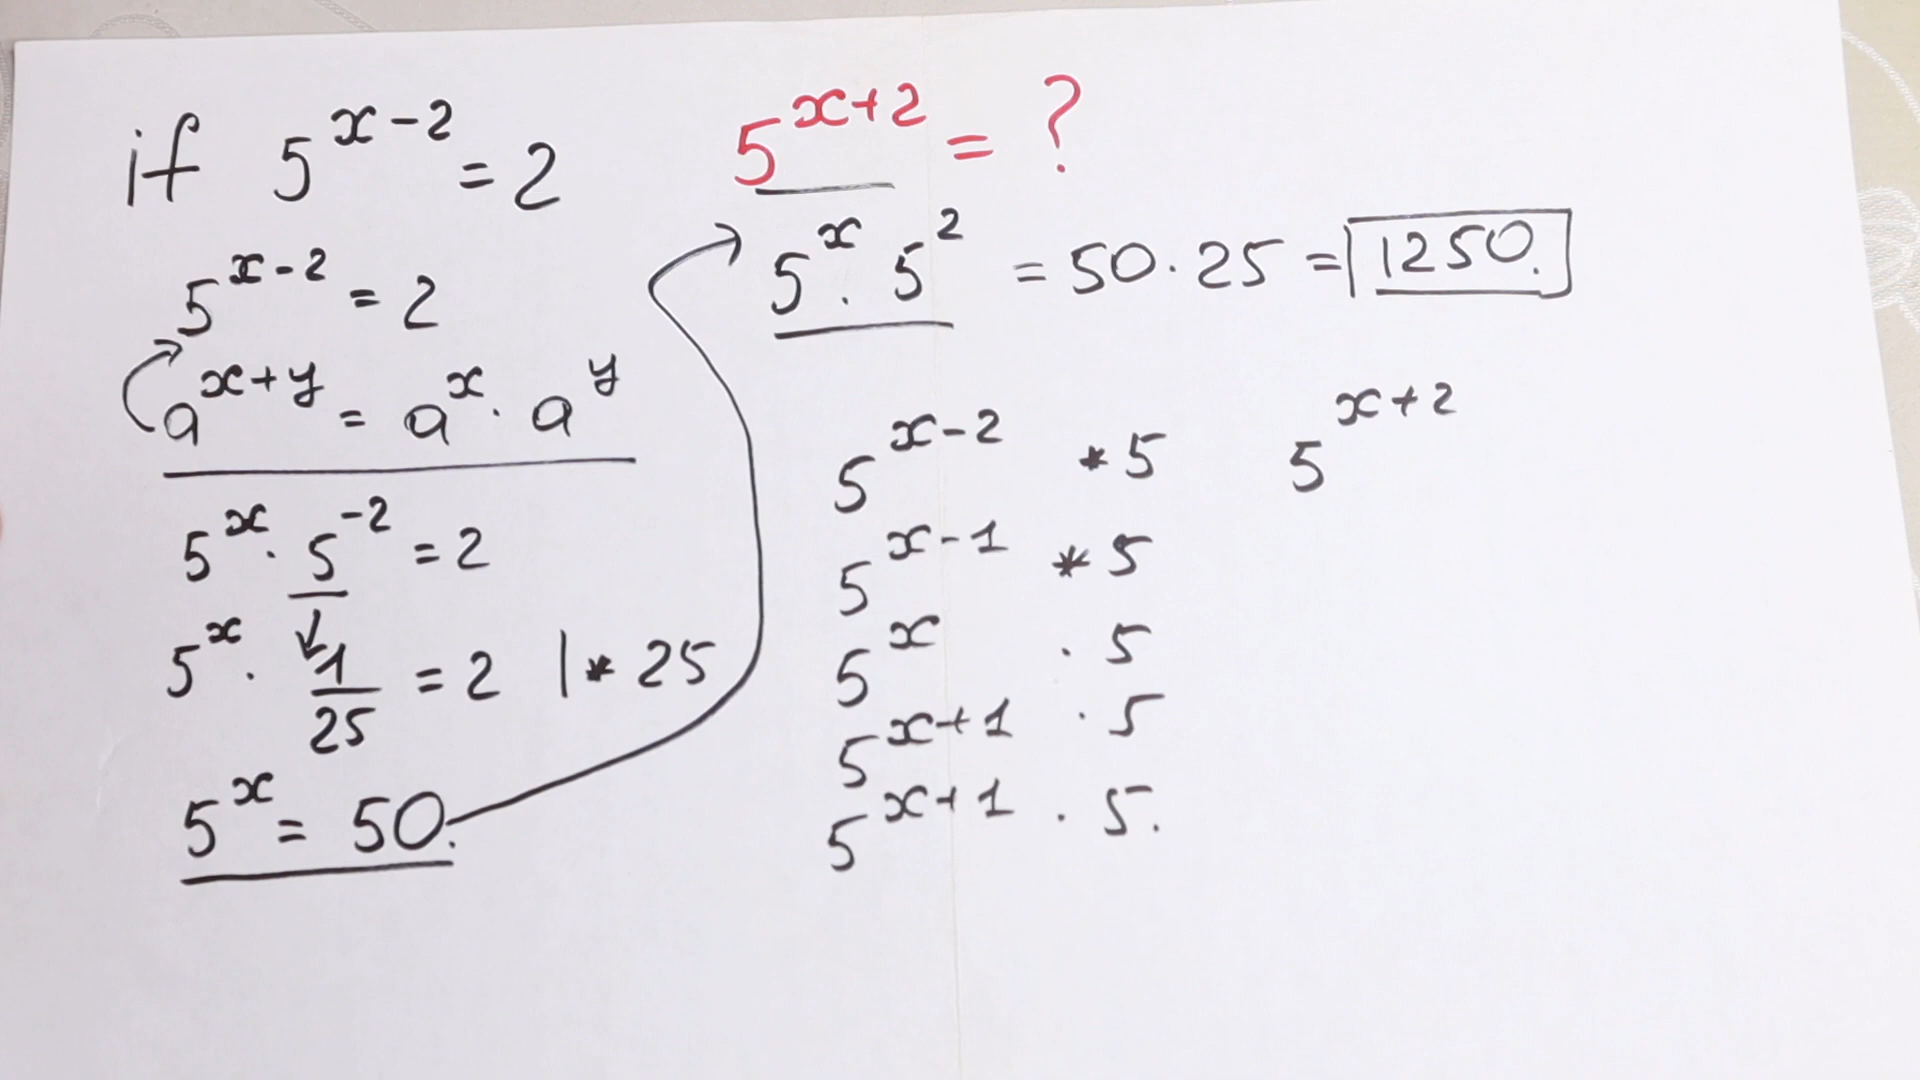 if 5^(x-2) = 2
5^(x+2) = ?
5^(x-2) = 2
a^(x+y) = a^x · a^y
5^x · 5^(-2) = 2
5^x · 1/25 = 2 | * 25
5^x = 50.
5^x · 5^2 = 50 · 25 = 1250.
5^(x-2) * 5
5^(x+2)
5^(x-1) * 5
5^x · 5
5^(x+1) · 5
5^(x+1) · 5.